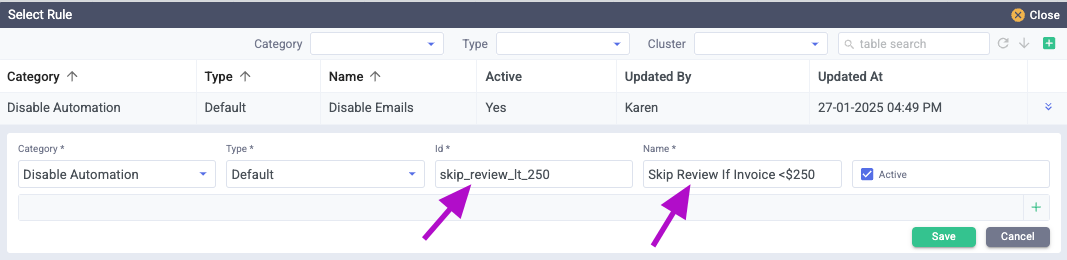 Select Rule Close
Category Type Cluster table search
Category Type Name Active Updated By Updated At
Disable Automation Default Disable Emails Yes Karen 27-01-2025 04:49 PM
Category * Type * Id * Name *
Disable Automation Default skip_review_lt_250 Skip Review If Invoice <$250 Active
Save Cancel